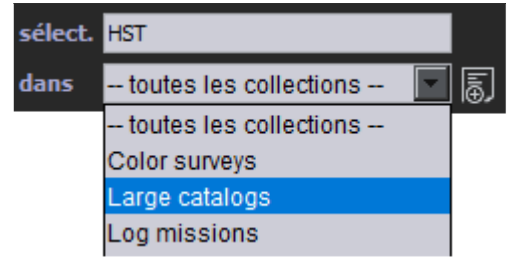 sélect. HST
dans -- toutes les collections --
-- toutes les collections --
Color surveys
Large catalogs
Log missions